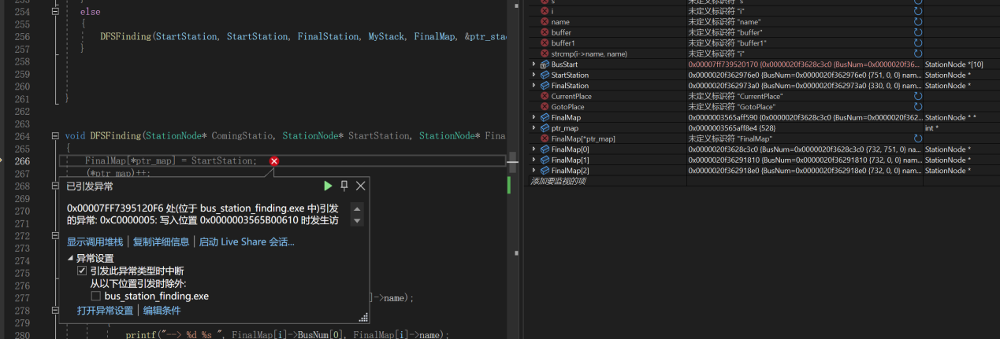 253
254 else
255 {
256 DFSFinding(StartStation, StartStation, FinalStation, MyStack, FinalMap, &ptr_stac
257 }
258
259
260
261 }
262
263
264 void DFSFinding(StationNode* ComingStatio, StationNode* StartStation, StationNode* Fina
265 {
266 FinalMap[*ptr_map] = StartStation;
267 (*ptr_map)++;
268
269
270
271
272
273
274
275
276
277 ]->name);
278
279
280 printf("--> %d %s ", FinalMap[i]->BusNum[0], FinalMap[i]->name);
已引发异常
0x00007FF7395120F6 处(位于 bus_station_finding.exe 中)引发
的异常: 0xC0000005: 写入位置 0x0000003565B00610 时发生访
显示调用堆栈 | 复制详细信息 | 启动 Live Share 会话...
异常设置
引发此异常类型时中断
从以下位置引发时除外:
bus_station_finding.exe
打开异常设置 | 编辑条件
s 未定义标识符 "s"
i 未定义标识符 "i"
name 未定义标识符 "name"
buffer 未定义标识符 "buffer"
buffer1 未定义标识符 "buffer1"
strcmp(i->name, name) 未定义标识符 "i"
BusStart 0x00007ff739520170 {0x0000020f3628c3c0 {BusNum=0x0000020f36... StationNode *[10]
StartStation 0x0000020f362976e0 {BusNum=0x0000020f362976e0 {751, 0, 0} nam... StationNode *
FinalStation 0x0000020f362973a0 {BusNum=0x0000020f362973a0 {330, 0, 0} nam... StationNode *
CurrentPlace 未定义标识符 "CurrentPlace"
GotoPlace 未定义标识符 "GotoPlace"
FinalMap 0x0000003565aff590 {0x0000020f3628c3c0 {BusNum=0x0000020f362... StationNode * *
ptr_map 0x0000003565aff8e4 {528} int *
FinalMap[*ptr_map] 未定义标识符 "FinalMap"
FinalMap[0] 0x0000020f3628c3c0 {BusNum=0x0000020f3628c3c0 {732, 751, 0} na... StationNode *
FinalMap[1] 0x0000020f36291810 {BusNum=0x0000020f36291810 {732, 0, 0} nam... StationNode *
FinalMap[2] 0x0000020f362918e0 {BusNum=0x0000020f362918e0 {732, 0, 0} nam... StationNode *
添加要监视的项